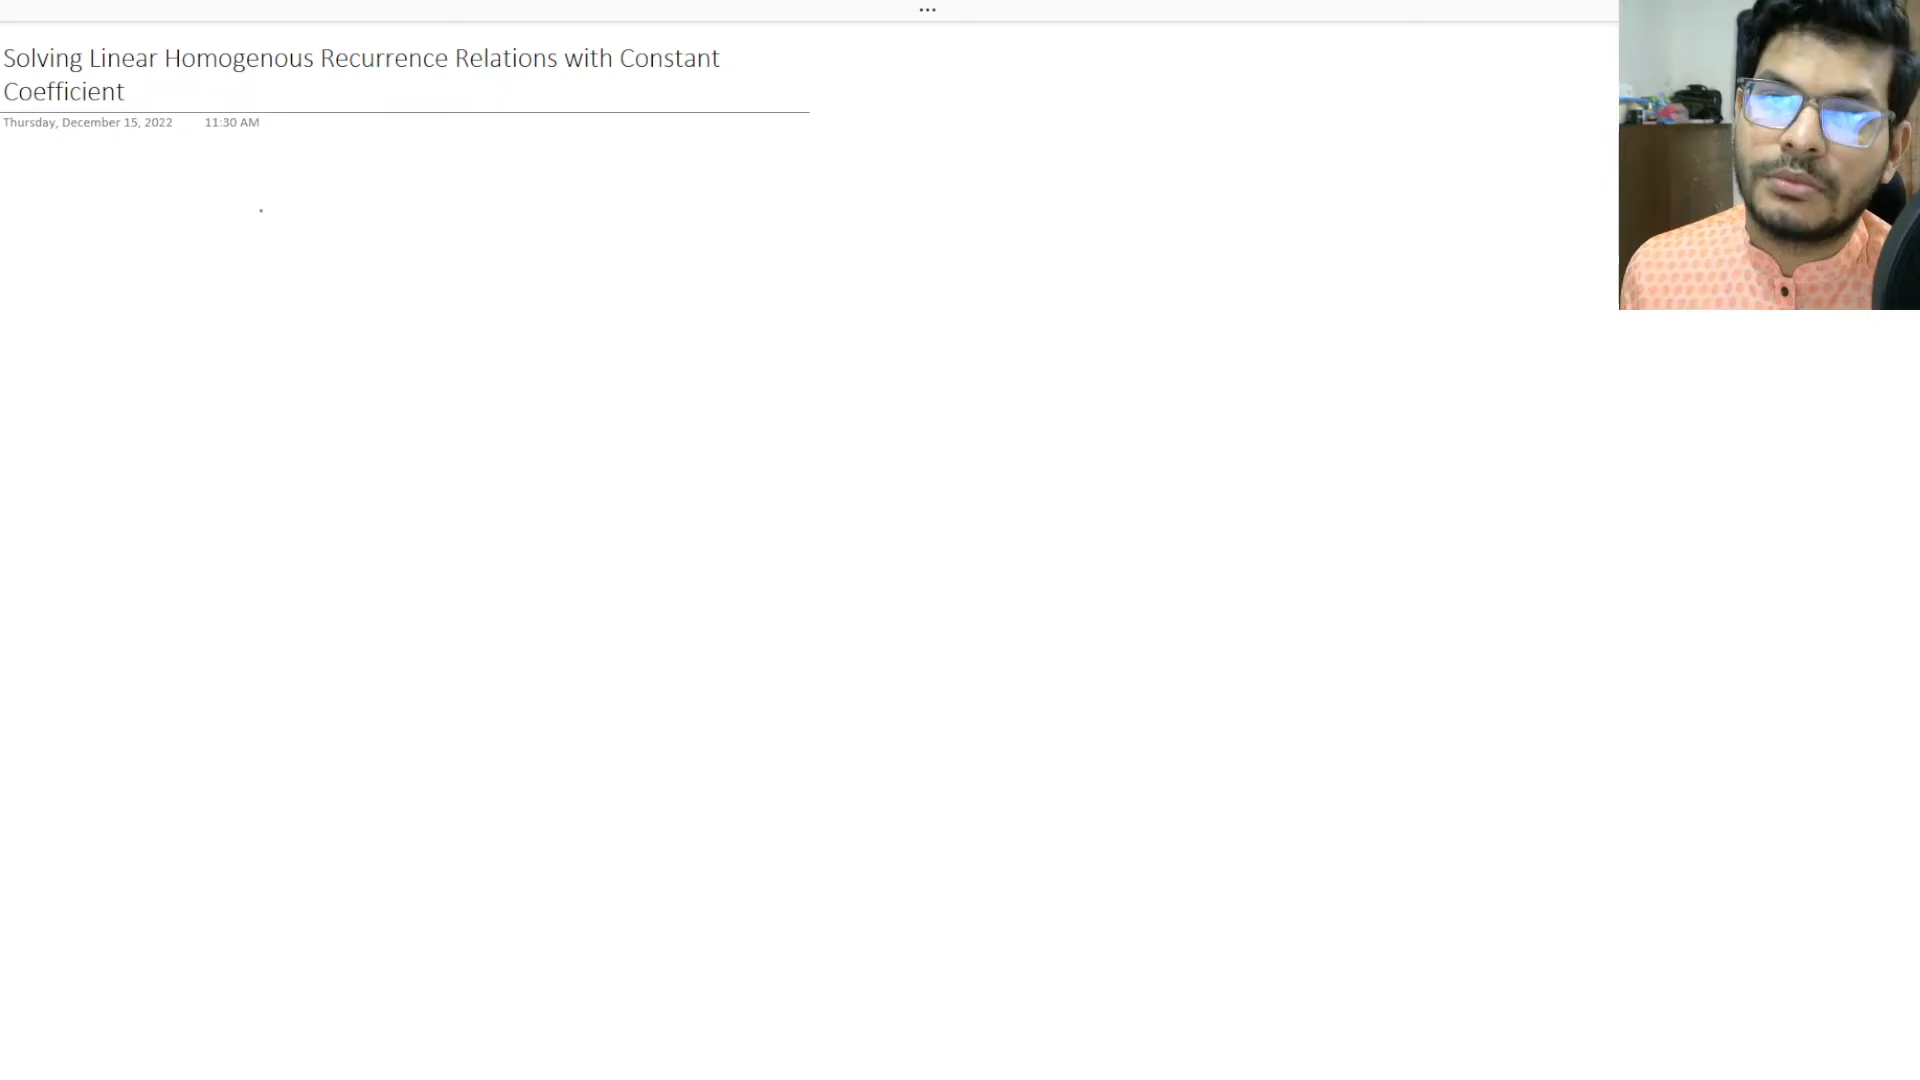 Solving Linear Homogenous Recurrence Relations with Constant
Coefficient
Thursday, December 15, 2022 11:30 AM